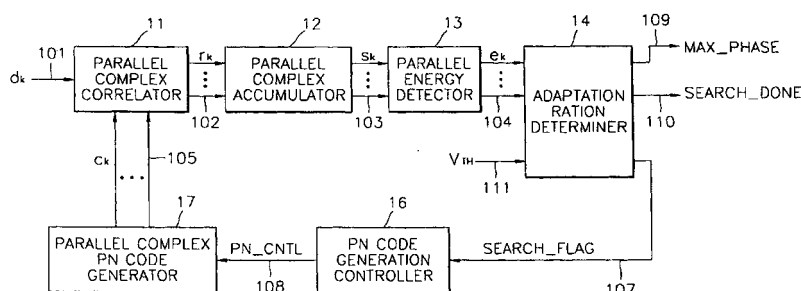 11
12
13
14
109
101
dk
PARALLEL
COMPLEX
CORRELATOR
rk
102
PARALLEL
COMPLEX
ACCUMULATOR
sk
103
PARALLEL
ENERGY
DETECTOR
ek
104
ADAPTATION
RATION
DETERMINER
MAX_PHASE
SEARCH_DONE
110
VTH
111
ck
105
17
PARALLEL COMPLEX
PN CODE
GENERATOR
PN_CNTL
108
16
PN CODE
GENERATION
CONTROLLER
SEARCH_FLAG
107